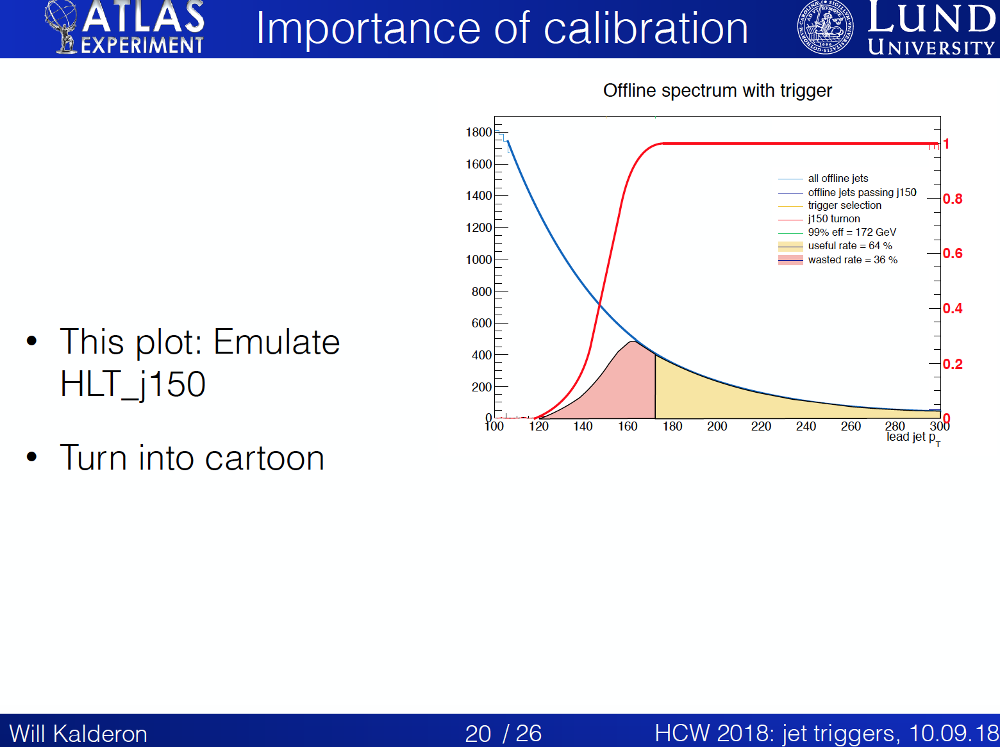 ATLAS
EXPERIMENT
Importance of calibration
LUND
UNIVERSITY
Offline spectrum with trigger
1800
1600
1400
1200
1000
800
600
400
200
0
1
0.8
0.6
0.4
0.2
0
all offline jets
offline jets passing j150
trigger selection
j150 turnon
99% eff = 172 GeV
useful rate = 64 %
wasted rate = 36 %
100 120 140 160 180 200 220 240 260 280 300
lead jet pT
• This plot: Emulate
HLT_j150
• Turn into cartoon
Will Kalderon
20 / 26
HCW 2018: jet triggers, 10.09.18